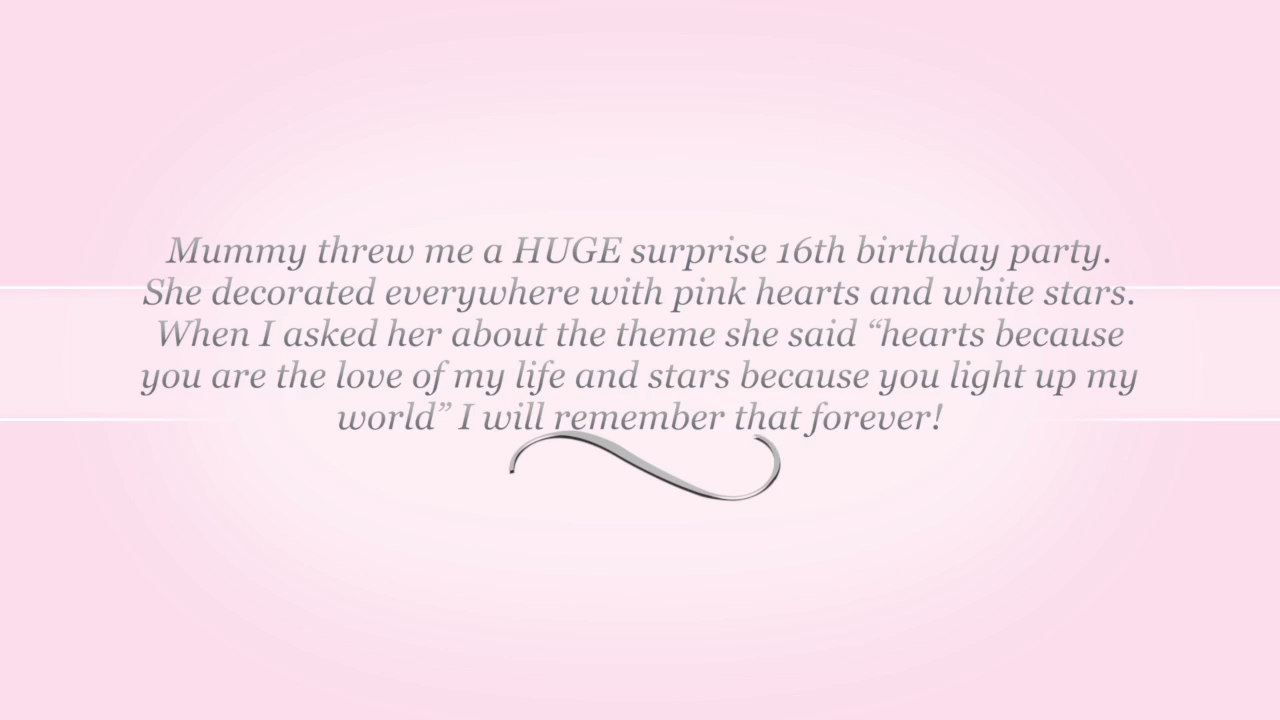 Mummy threw me a HUGE surprise 16th birthday party.
She decorated everywhere with pink hearts and white stars.
When I asked her about the theme she said “hearts because
you are the love of my life and stars because you light up my
world” I will remember that forever!